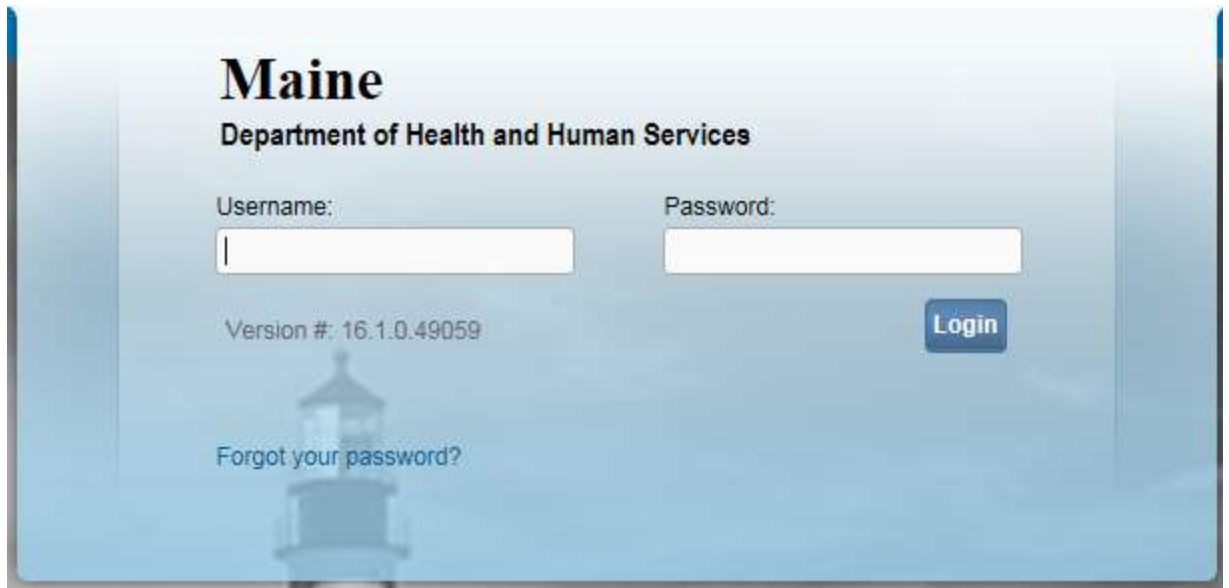 Maine
Department of Health and Human Services
Username:
Password:
Version #: 16.1.0.49059
Login
Forgot your password?